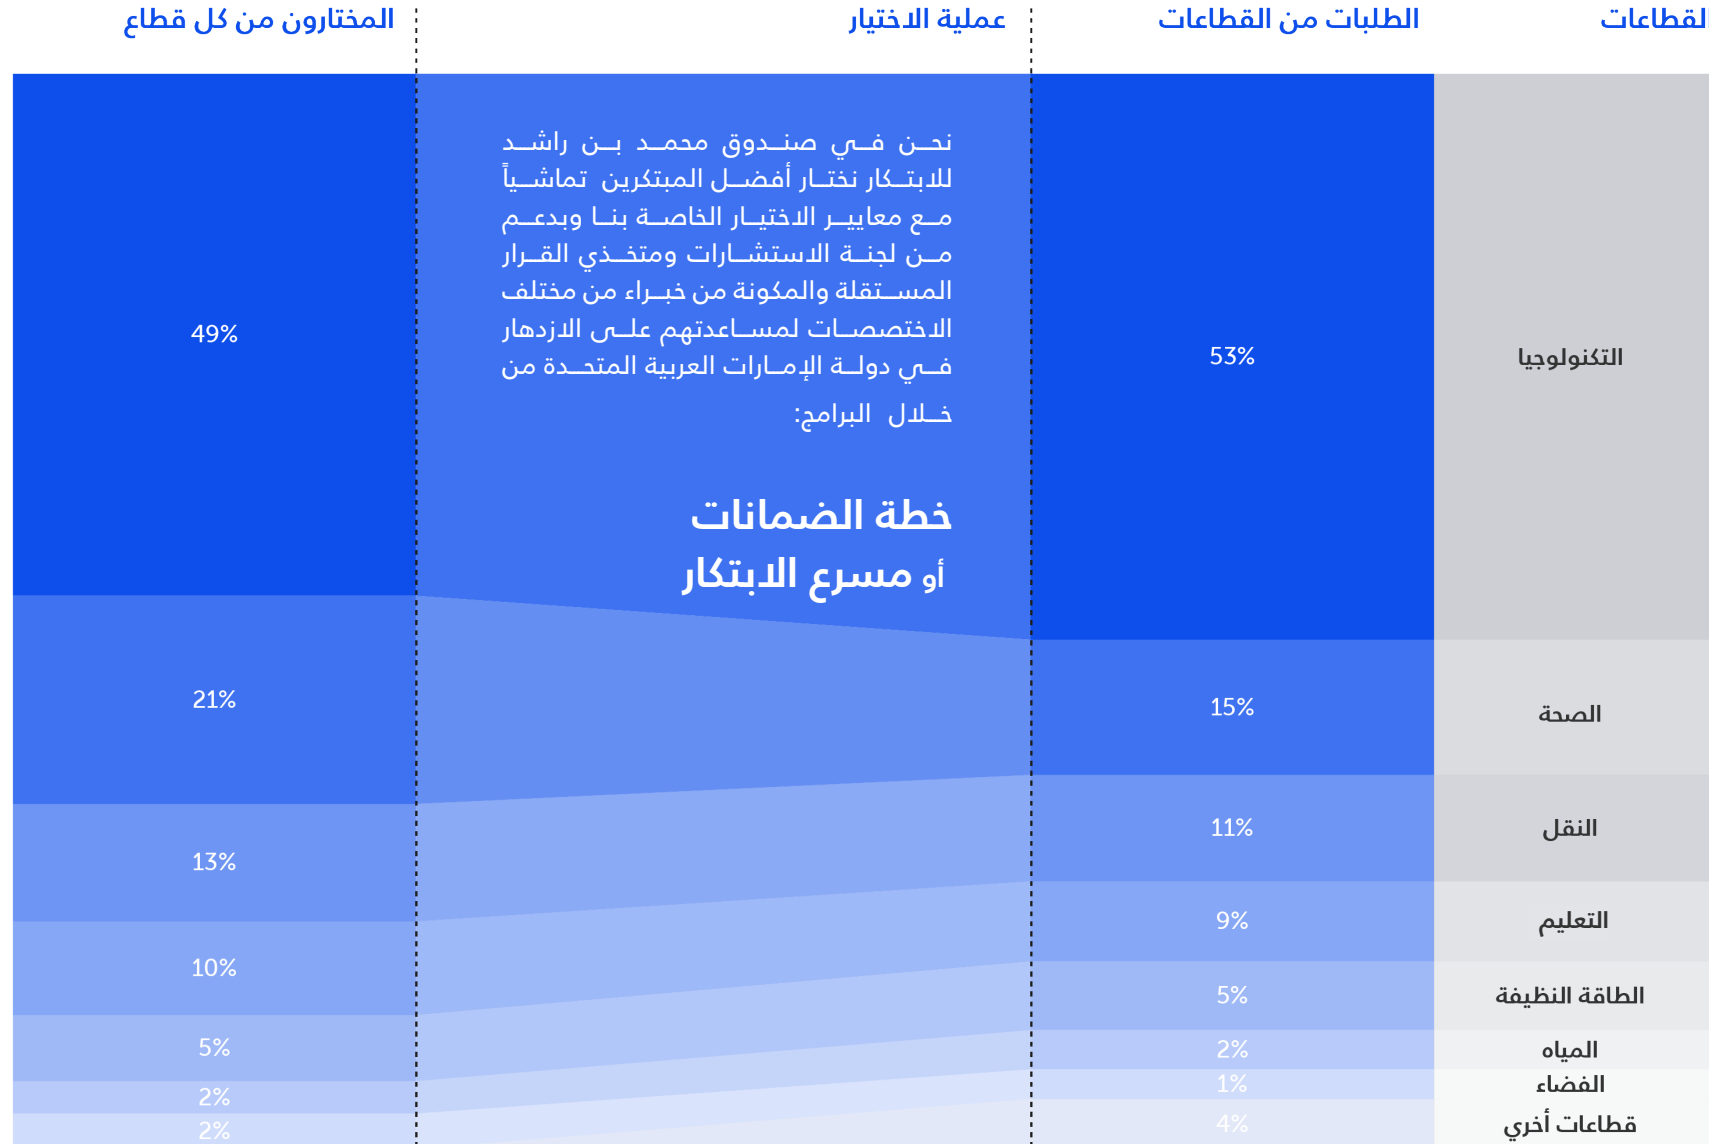 القطاعات
الطلبات من القطاعات
عملية الاختيار
المختارون من كل قطاع
نحن في صندوق محمد بن راشد
للابتكار نختار أفضل المبتكرين تماشياً
مع معايير الاختيار الخاصة بنا وبدعم
من لجنة الاستشارات ومتخذي القرار
المستقلة والمكونة من خبراء من مختلف
الاختصصات لمساعدتهم على الازدهار
في دولة الإمارات العربية المتحدة من
خلال البرامج:
خطة الضمانات
أو مسرع الابتكار
التكنولوجيا
53%
49%
الصحة
15%
21%
النقل
11%
13%
التعليم
9%
10%
الطاقة النظيفة
5%
5%
المياه
2%
2%
الفضاء
1%
2%
قطاعات أخري
4%